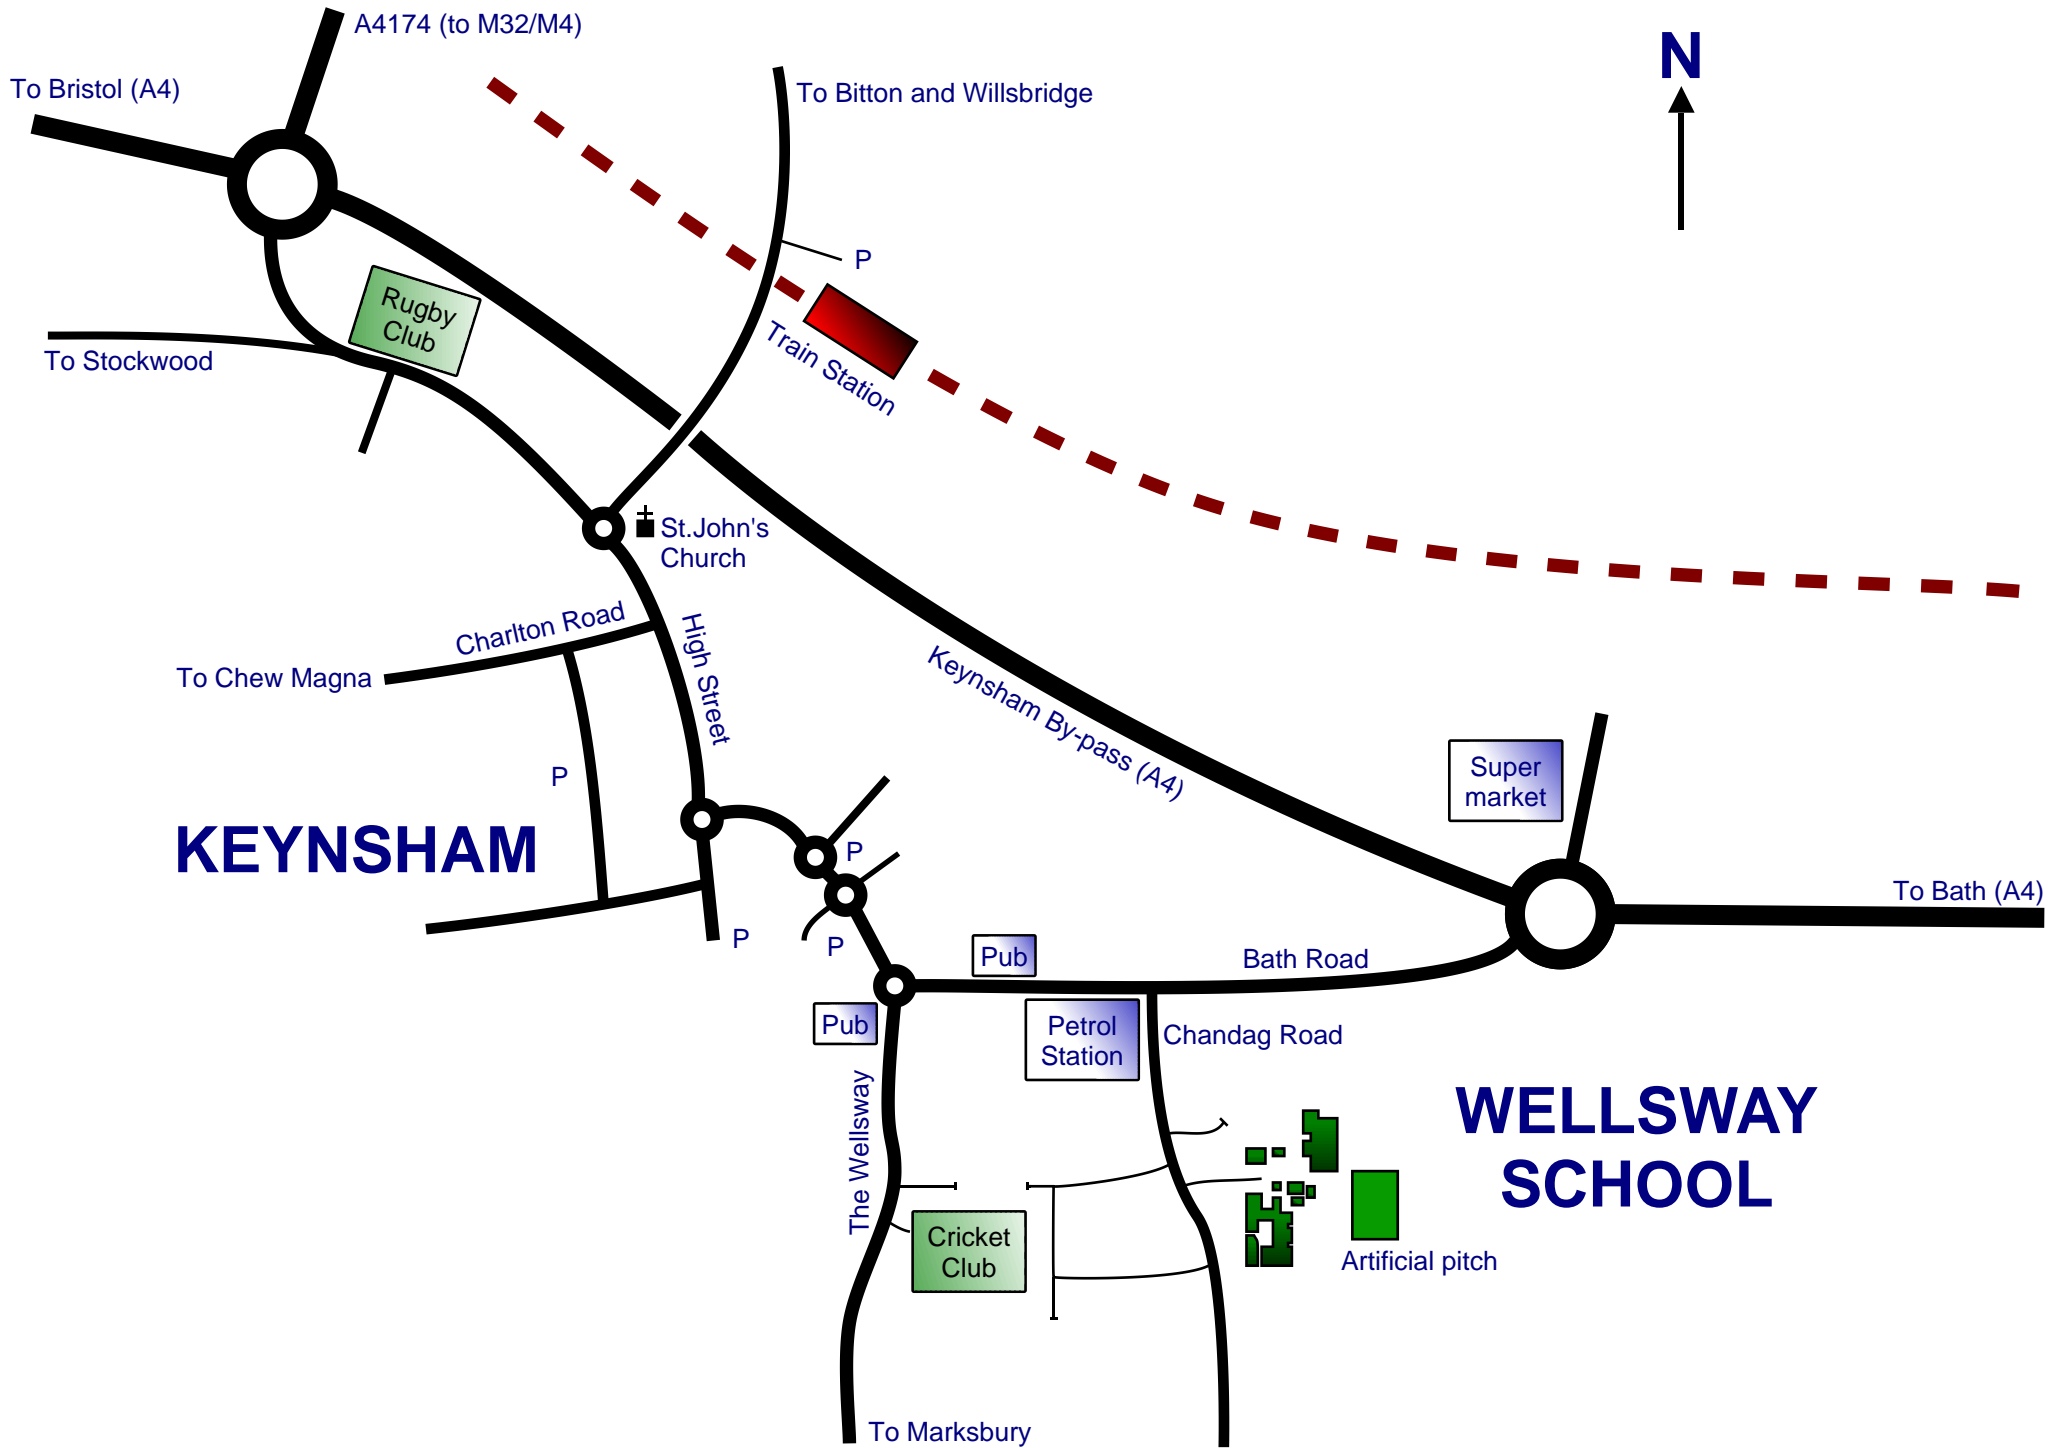 A4174 (to M32/M4)
N
To Bristol (A4)
To Bitton and Willsbridge
P
Rugby
Club
To Stockwood
Train Station
St.John's
Church
Charlton Road
High Street
To Chew Magna
Keynsham By-pass (A4)
P
Super
market
KEYNSHAM
P
To Bath (A4)
P
P
Pub
Bath Road
Pub
Petrol
Station
Chandag Road
The Wellsway
WELLSWAY
SCHOOL
Cricket
Club
Artificial pitch
To Marksbury